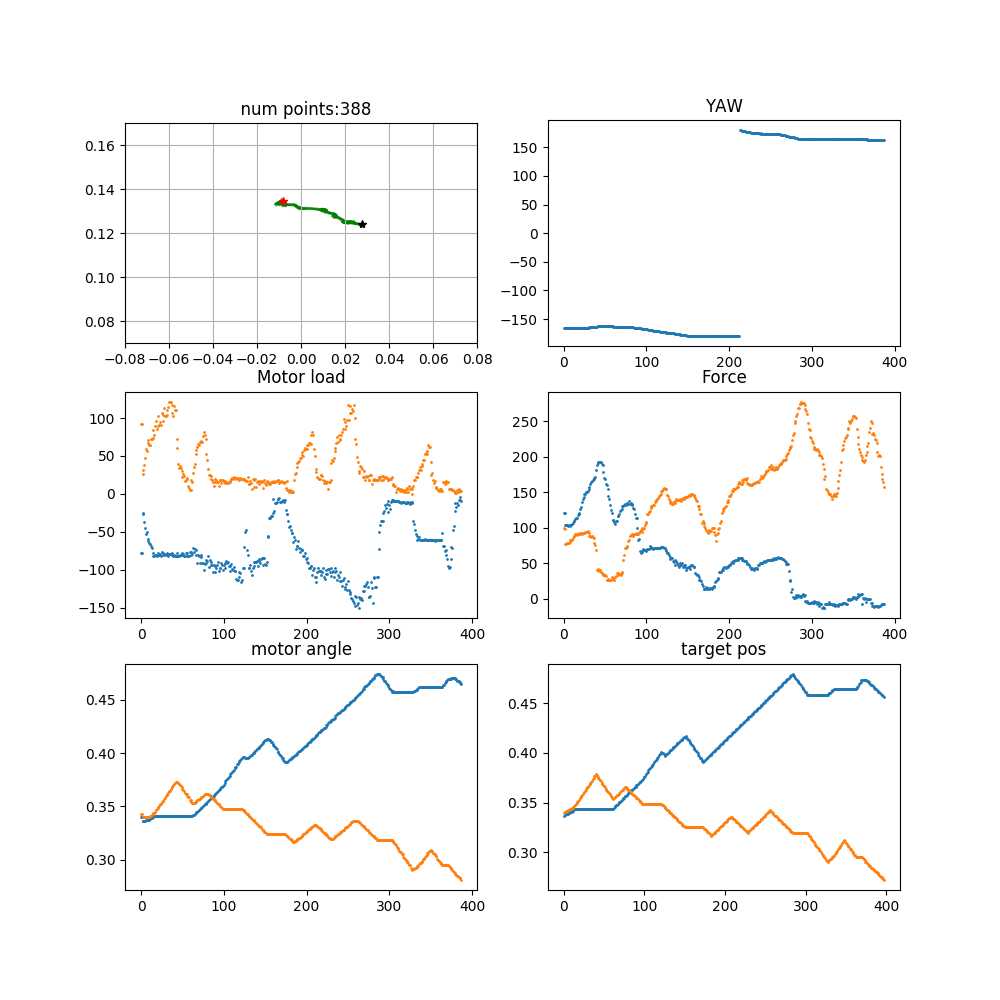 num points:388
YAW
0.16
0.14
0.12
0.10
0.08
−0.08 −0.06 −0.04 −0.02 0.00 0.02 0.04 0.06 0.08
150
100
50
0
−50
−100
−150
0 100 200 300 400
Motor load
Force
100
50
0
−50
−100
−150
0 100 200 300 400
250
200
150
100
50
0
0 100 200 300 400
motor angle
target pos
0.45
0.40
0.35
0.30
0 100 200 300 400
0.45
0.40
0.35
0.30
0 100 200 300 400